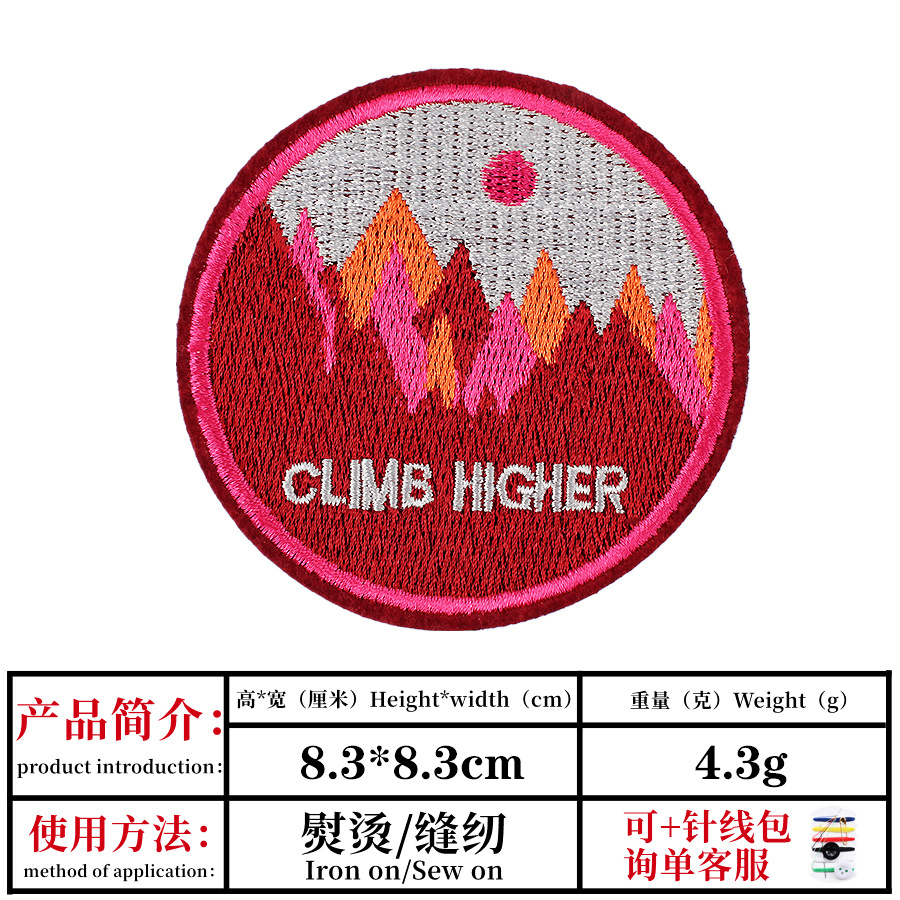 CLIMB HIGHER
产品简介:
product introduction:
高*宽（厘米）Height*width（cm）
重量（克）Weight（g）
8.3*8.3cm
4.3g
使用方法:
method of application:
熨烫/缝纫
Iron on/Sew on
可+针线包
询单客服